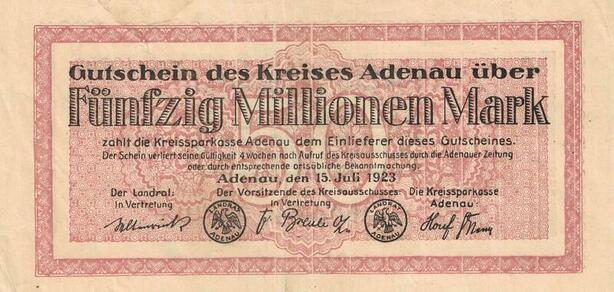 Gutschein des Kreises Adenau über
Fünfzig Millionen Mark
zahlt die Kreissparkasse Adenau dem Einlieferer dieses Gutscheines.
Der Schein verliert seine Gültigkeit 4 Wochen nach Aufruf des Kreisausschusses durch die Adenauer Zeitung
oder durch entsprechende ortsübliche Bekanntmachung.
Adenau, den 15. Juli 1923
Der Landrat: Der Vorsitzende des Kreisausschusses: Die Kreissparkasse
in Vertretung in Vertretung Adenau:
LANDRAT ADENAU LANDRAT ADENAU
50